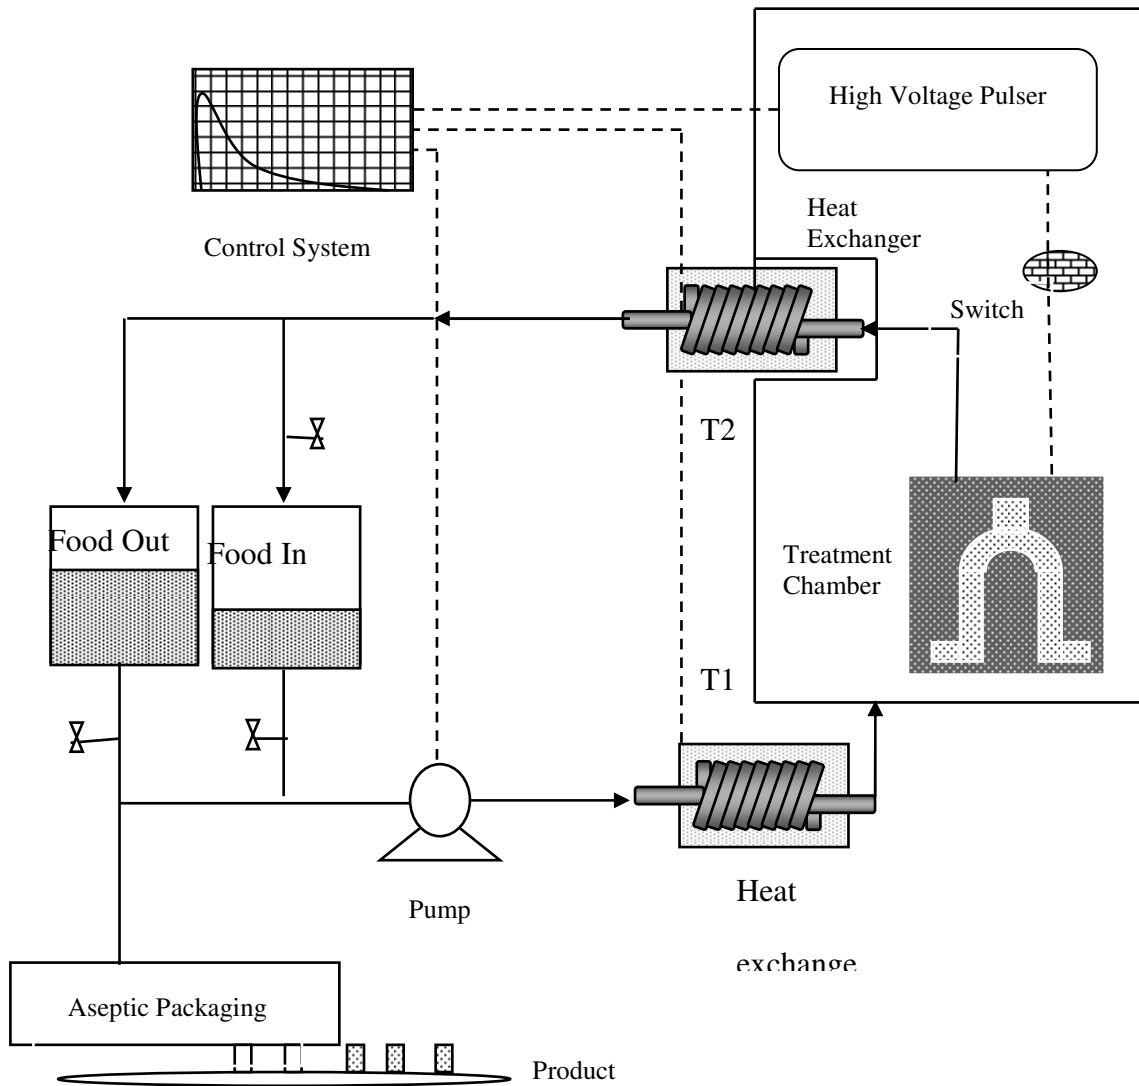 High Voltage Pulser
Heat
Exchanger
Control System
Switch
T2
Food Out
Food In
Treatment
Chamber
T1
Heat
exchange
Pump
Aseptic Packaging
Product